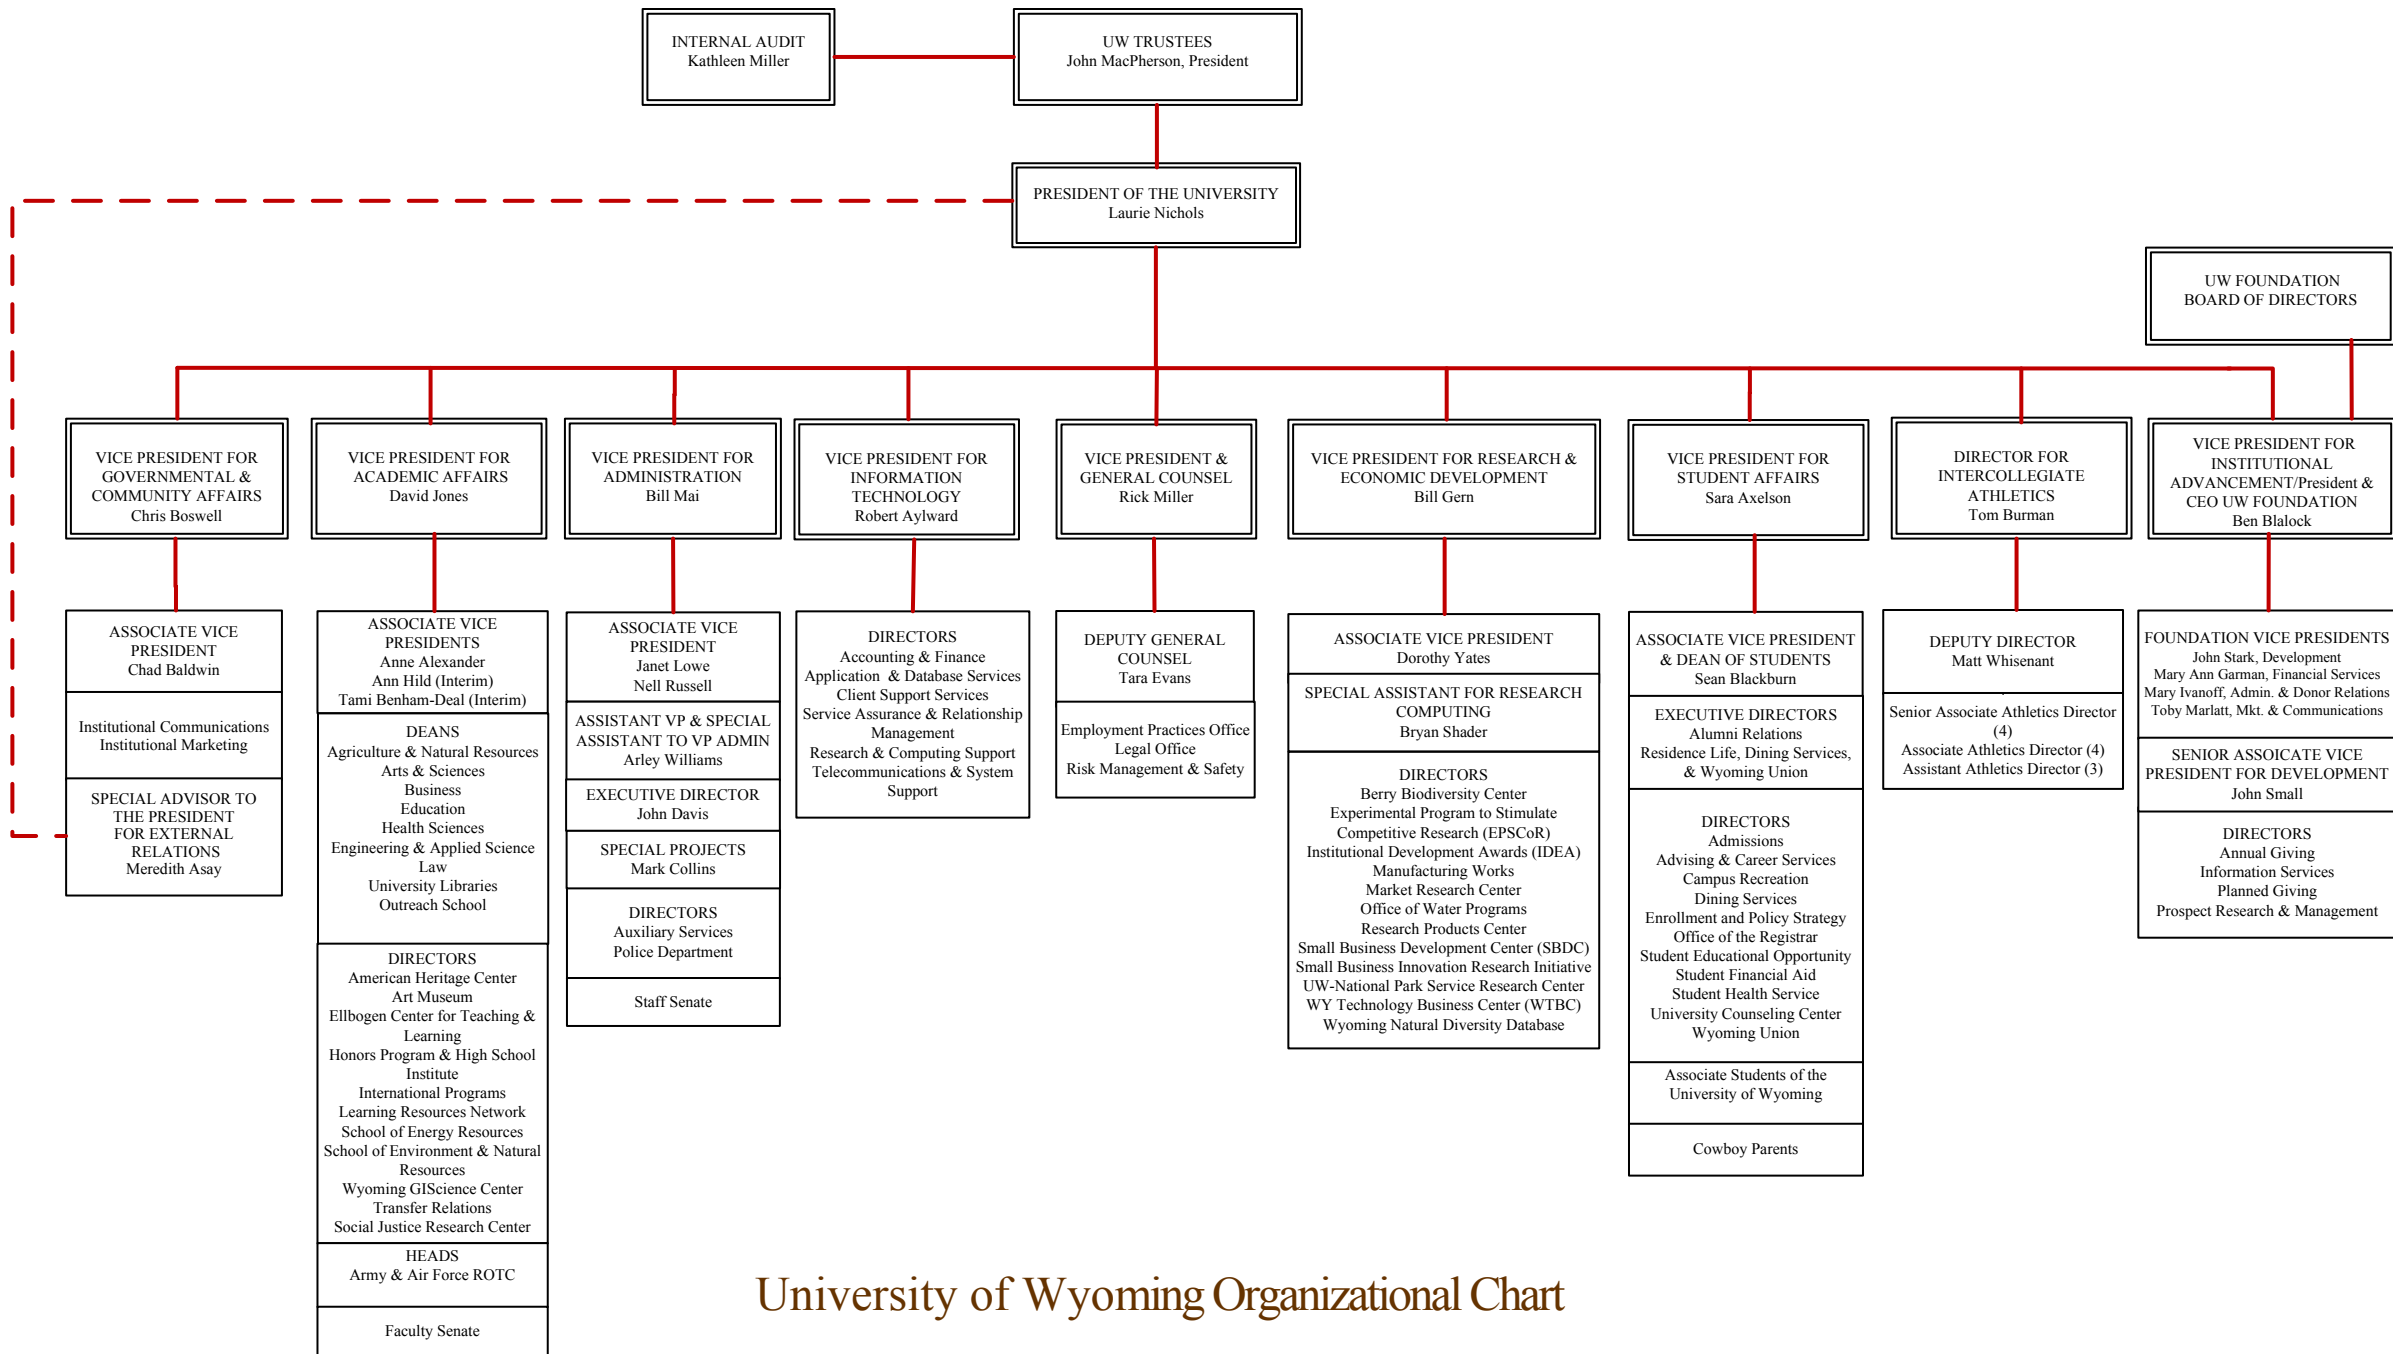 INTERNAL AUDIT
Kathleen Miller
UW TRUSTEES
John MacPherson, President
PRESIDENT OF THE UNIVERSITY
Laurie Nichols
UW FOUNDATION
BOARD OF DIRECTORS
VICE PRESIDENT FOR
GOVERNMENTAL &
COMMUNITY AFFAIRS
Chris Boswell
VICE PRESIDENT FOR
ACADEMIC AFFAIRS
David Jones
VICE PRESIDENT FOR
ADMINISTRATION
Bill Mai
VICE PRESIDENT FOR
INFORMATION
TECHNOLOGY
Robert Aylward
VICE PRESIDENT &
GENERAL COUNSEL
Rick Miller
VICE PRESIDENT FOR RESEARCH &
ECONOMIC DEVELOPMENT
Bill Gern
VICE PRESIDENT FOR
STUDENT AFFAIRS
Sara Axelson
DIRECTOR FOR
INTERCOLLEGIATE
ATHLETICS
Tom Burman
VICE PRESIDENT FOR
INSTITUTIONAL
ADVANCEMENT/President &
CEO UW FOUNDATION
Ben Blalock
ASSOCIATE VICE
PRESIDENT
Chad Baldwin
Institutional Communications
Institutional Marketing
SPECIAL ADVISOR TO
THE PRESIDENT
FOR EXTERNAL
RELATIONS
Meredith Asay
ASSOCIATE VICE
PRESIDENTS
Anne Alexander
Ann Hild (Interim)
Tami Benham-Deal (Interim)
DEANS
Agriculture & Natural Resources
Arts & Sciences
Business
Education
Health Sciences
Engineering & Applied Science
Law
University Libraries
Outreach School
DIRECTORS
American Heritage Center
Art Museum
Ellbogen Center for Teaching &
Learning
Honors Program & High School
Institute
International Programs
Learning Resources Network
School of Energy Resources
School of Environment & Natural
Resources
Wyoming GIScience Center
Transfer Relations
Social Justice Research Center
HEADS
Army & Air Force ROTC
Faculty Senate
ASSOCIATE VICE
PRESIDENT
Janet Lowe
Nell Russell
ASSISTANT VP & SPECIAL
ASSISTANT TO VP ADMIN
Arley Williams
EXECUTIVE DIRECTOR
John Davis
SPECIAL PROJECTS
Mark Collins
DIRECTORS
Auxiliary Services
Police Department
Staff Senate
DIRECTORS
Accounting & Finance
Application & Database Services
Client Support Services
Service Assurance & Relationship
Management
Research & Computing Support
Telecommunications & System
Support
DEPUTY GENERAL
COUNSEL
Tara Evans
Employment Practices Office
Legal Office
Risk Management & Safety
ASSOCIATE VICE PRESIDENT
Dorothy Yates
SPECIAL ASSISTANT FOR RESEARCH
COMPUTING
Bryan Shader
DIRECTORS
Berry Biodiversity Center
Experimental Program to Stimulate
Competitive Research (EPSCoR)
Institutional Development Awards (IDEA)
Manufacturing Works
Market Research Center
Office of Water Programs
Research Products Center
Small Business Development Center (SBDC)
Small Business Innovation Research Initiative
UW-National Park Service Research Center
WY Technology Business Center (WTBC)
Wyoming Natural Diversity Database
ASSOCIATE VICE PRESIDENT
& DEAN OF STUDENTS
Sean Blackburn
EXECUTIVE DIRECTORS
Alumni Relations
Residence Life, Dining Services,
& Wyoming Union
DIRECTORS
Admissions
Advising & Career Services
Campus Recreation
Dining Services
Enrollment and Policy Strategy
Office of the Registrar
Student Educational Opportunity
Student Financial Aid
Student Health Service
University Counseling Center
Wyoming Union
Associate Students of the
University of Wyoming
Cowboy Parents
DEPUTY DIRECTOR
Matt Whisenant
Senior Associate Athletics Director
(4)
Associate Athletics Director (4)
Assistant Athletics Director (3)
FOUNDATION VICE PRESIDENTS
John Stark, Development
Mary Ann Garman, Financial Services
Mary Ivanoff, Admin. & Donor Relations
Toby Marlatt, Mkt. & Communications
SENIOR ASSOICATE VICE
PRESIDENT FOR DEVELOPMENT
John Small
DIRECTORS
Annual Giving
Information Services
Planned Giving
Prospect Research & Management
University of Wyoming Organizational Chart